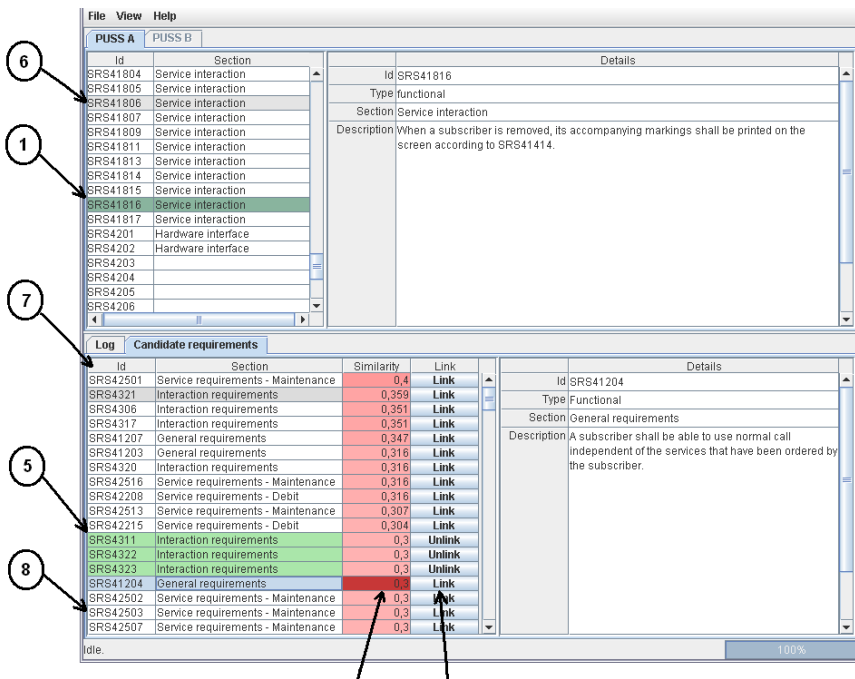 File View Help
PUSS A PUSS B
Id Section
SRS41804 Service interaction
SRS41805 Service interaction
SRS41806 Service interaction
SRS41807 Service interaction
SRS41809 Service interaction
SRS41811 Service interaction
SRS41813 Service interaction
SRS41814 Service interaction
SRS41815 Service interaction
SRS41816 Service interaction
SRS41817 Service interaction
SRS4201 Hardware interface
SRS4202 Hardware interface
SRS4203
SRS4204
SRS4205
SRS4206
Details
Id SRS41816
Type functional
Section Service interaction
Description When a subscriber is removed, its accompanying markings shall be printed on the
screen according to SRS41414.
6
1
7
5
8
Log Candidate requirements
Id Section Similarity Link
SRS42501 Service requirements - Maintenance 0,4 Link
SRS4321 Interaction requirements 0,359 Link
SRS4306 Interaction requirements 0,351 Link
SRS4317 Interaction requirements 0,351 Link
SRS41207 General requirements 0,347 Link
SRS41203 General requirements 0,316 Link
SRS4320 Interaction requirements 0,316 Link
SRS42516 Service requirements - Maintenance 0,316 Link
SRS42208 Service requirements - Debit 0,316 Link
SRS42513 Service requirements - Maintenance 0,307 Link
SRS42215 Service requirements - Debit 0,304 Link
SRS4311 Interaction requirements 0,3 Unlink
SRS4322 Interaction requirements 0,3 Unlink
SRS4323 Interaction requirements 0,3 Unlink
SRS41204 General requirements 0,3 Link
SRS42502 Service requirements - Maintenance 0,3 Link
SRS42503 Service requirements - Maintenance 0,3 Link
SRS42507 Service requirements - Maintenance 0,3 Link
Details
Id SRS41204
Type Functional
Section General requirements
Description A subscriber shall be able to use normal call
independent of the services that have been ordered by
the subscriber.
Idle. 100%